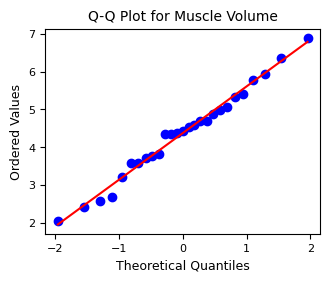 Q-Q Plot for Muscle Volume
7
6
5
4
3
2
Ordered Values
−2 −1 0 1 2
Theoretical Quantiles